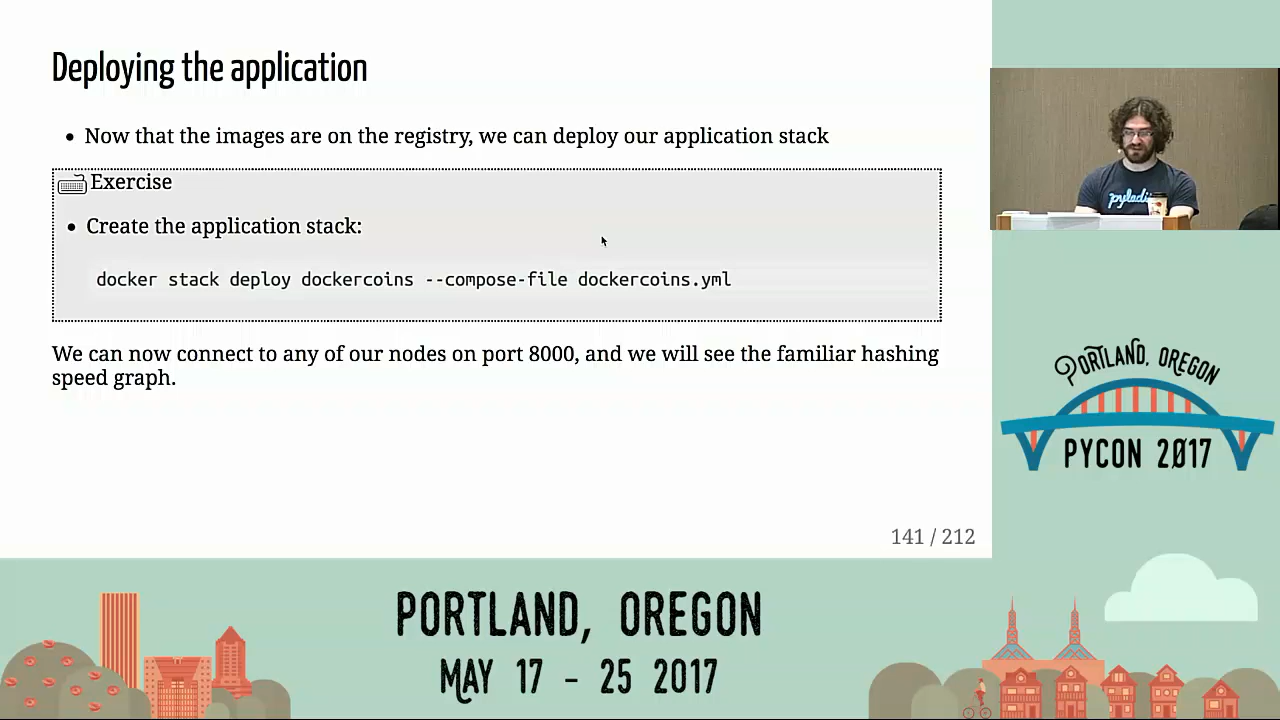 Deploying the application
• Now that the images are on the registry, we can deploy our application stack
Exercise
• Create the application stack:
docker stack deploy dockercoins --compose-file dockercoins.yml
We can now connect to any of our nodes on port 8000, and we will see the familiar hashing
speed graph.
141 / 212
pyladi
PORTLAND, OREGON
PYCON 2017
PORTLAND, OREGON
MAY 17 - 25 2017